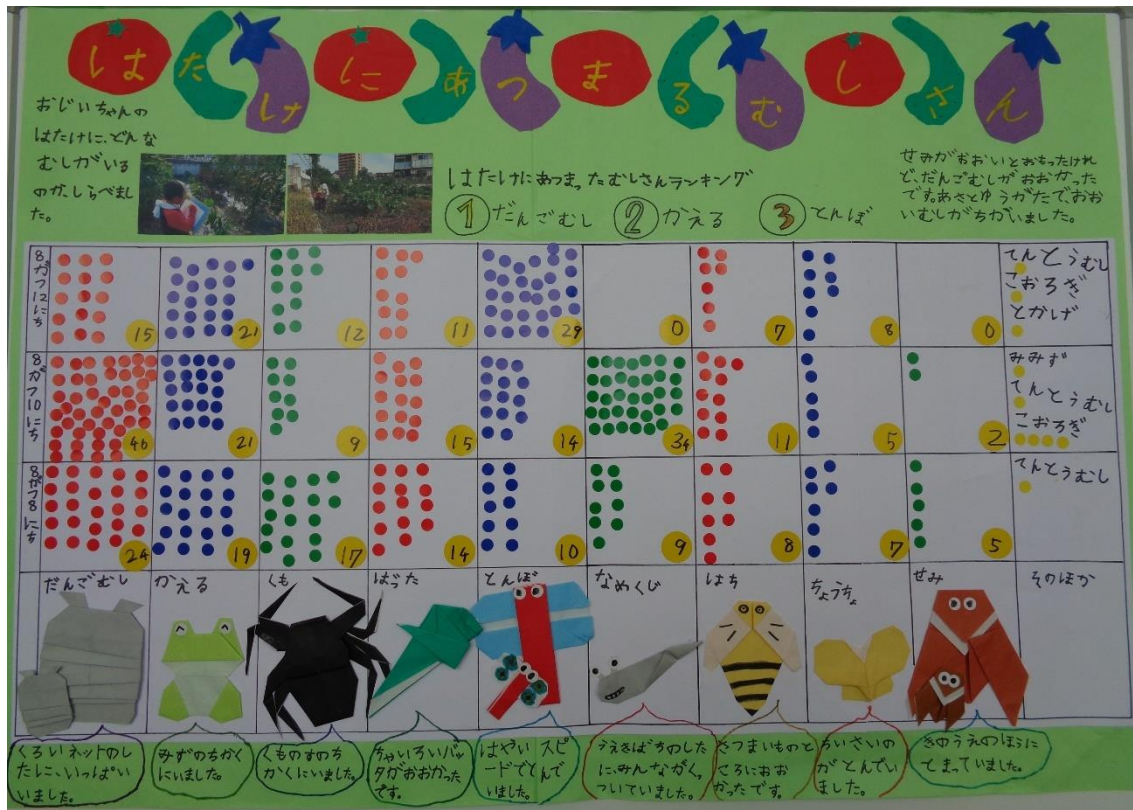 はたけにあつまるむしさん
おじいちゃんの
はたけに、どんな
むしがいる
のか、しらべまし
た。
はたけにあつまったむしさんランキング
①だんごむし ②かえる ③とんぼ
せみがおおいとおもったけれ
ど、だんごむしがおおかった
です。あさとゆうがたで、おお
いむしがちがいました。
8がつ12にち
15 21 12 11 29 0 7 8 0
てんとうむし
こおろぎ
とかげ
8がつ10にち
46 21 9 15 14 34 11 5 2
みみず
てんとうむし
こおろぎ
8がつ8にち
24 19 17 14 10 9 8 7 5
てんとうむし
だんごむし かえる くも ばった とんぼ なめくじ はち ちょうちょ せみ そのほか
くろいネットのし
たに、いっぱい
いました。
みずのちかく
にいました。
くものすのち
かくにいました。
ちゃいろいバッ
タがおおかった
です。
はやいスピ
ードでとんで
いました。
うえきばちのした
に、みんながく。
ついていました。
さつまいものと
ころにおお
かったです。
ちいさいの
がとんでい
ました。
きのうえのほうに
とまっていました。